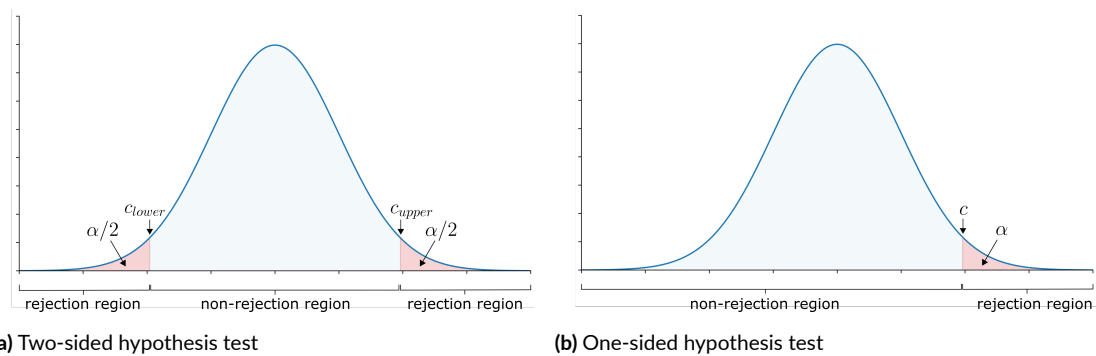 c_lower
c_upper
α/2
α/2
rejection region
non-rejection region
rejection region
a) Two-sided hypothesis test
c
α
non-rejection region
rejection region
(b) One-sided hypothesis test